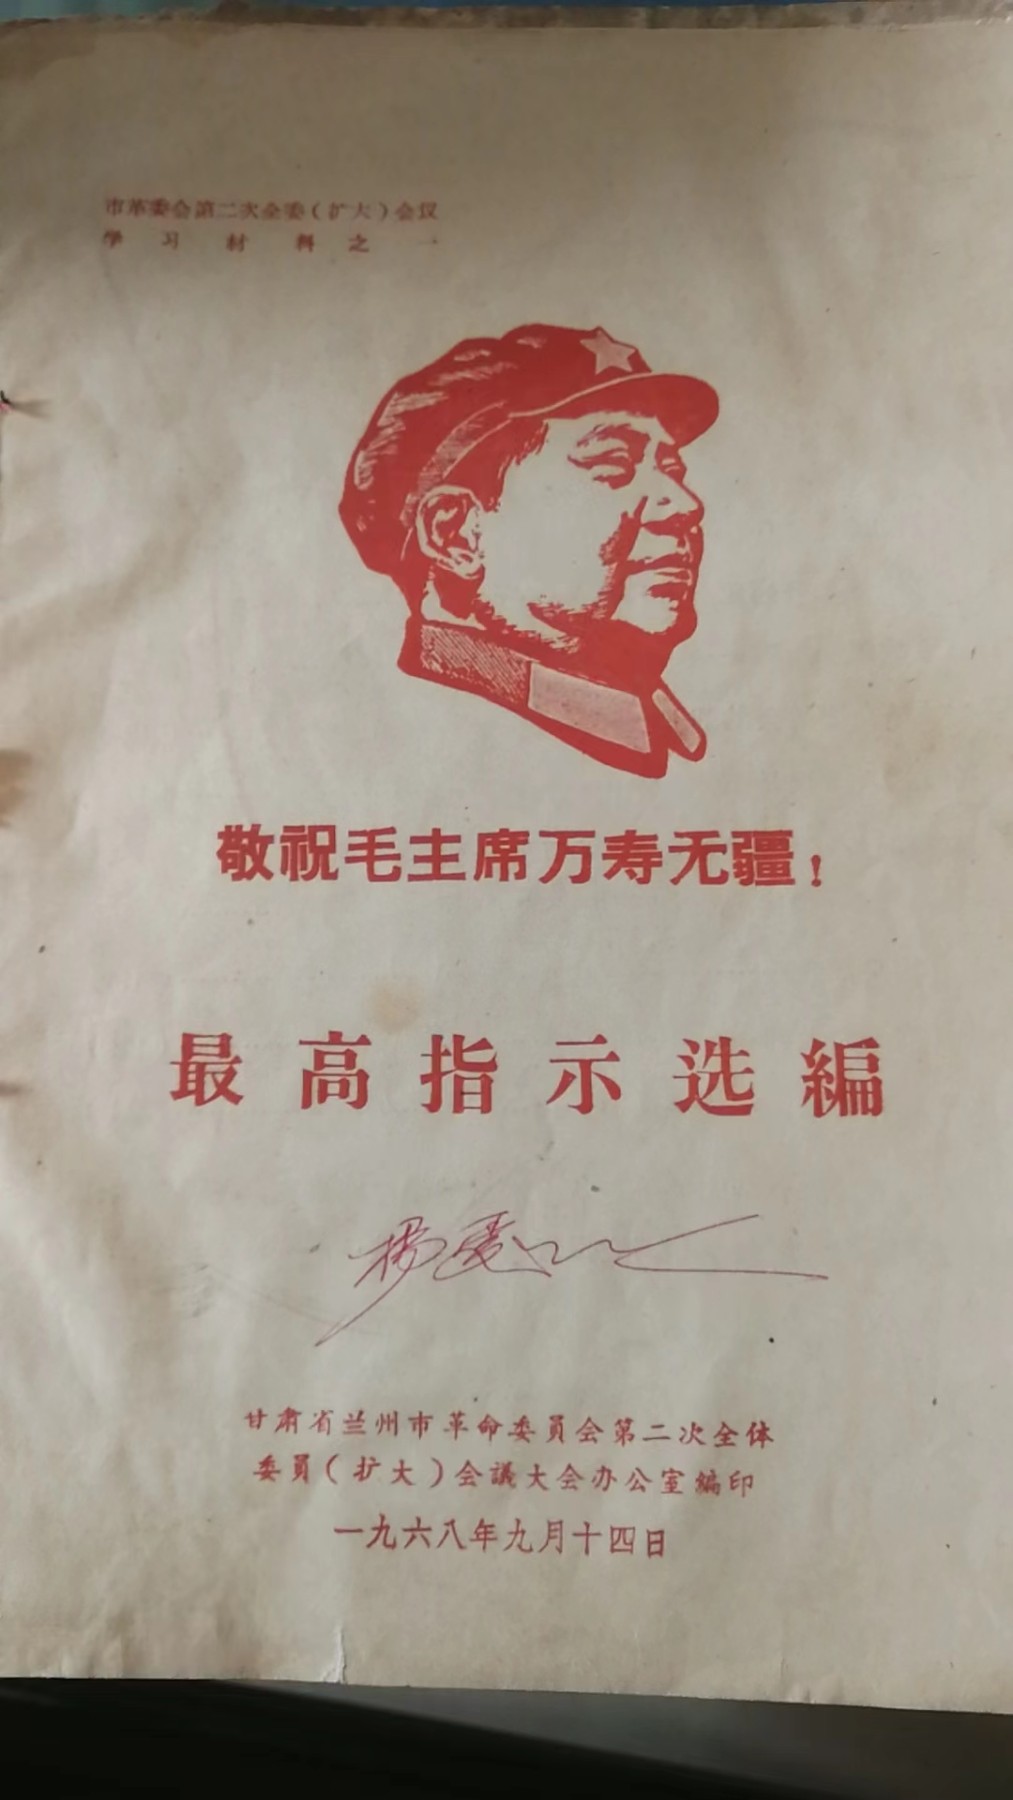 市革委会第二次全委（扩大）会议
学习材料之一
敬祝毛主席万寿无疆！
最高指示选編
甘肃省兰州市革命委員会第二次全体
委員（扩大）会議大会办公室編印
一九六八年九月十四日